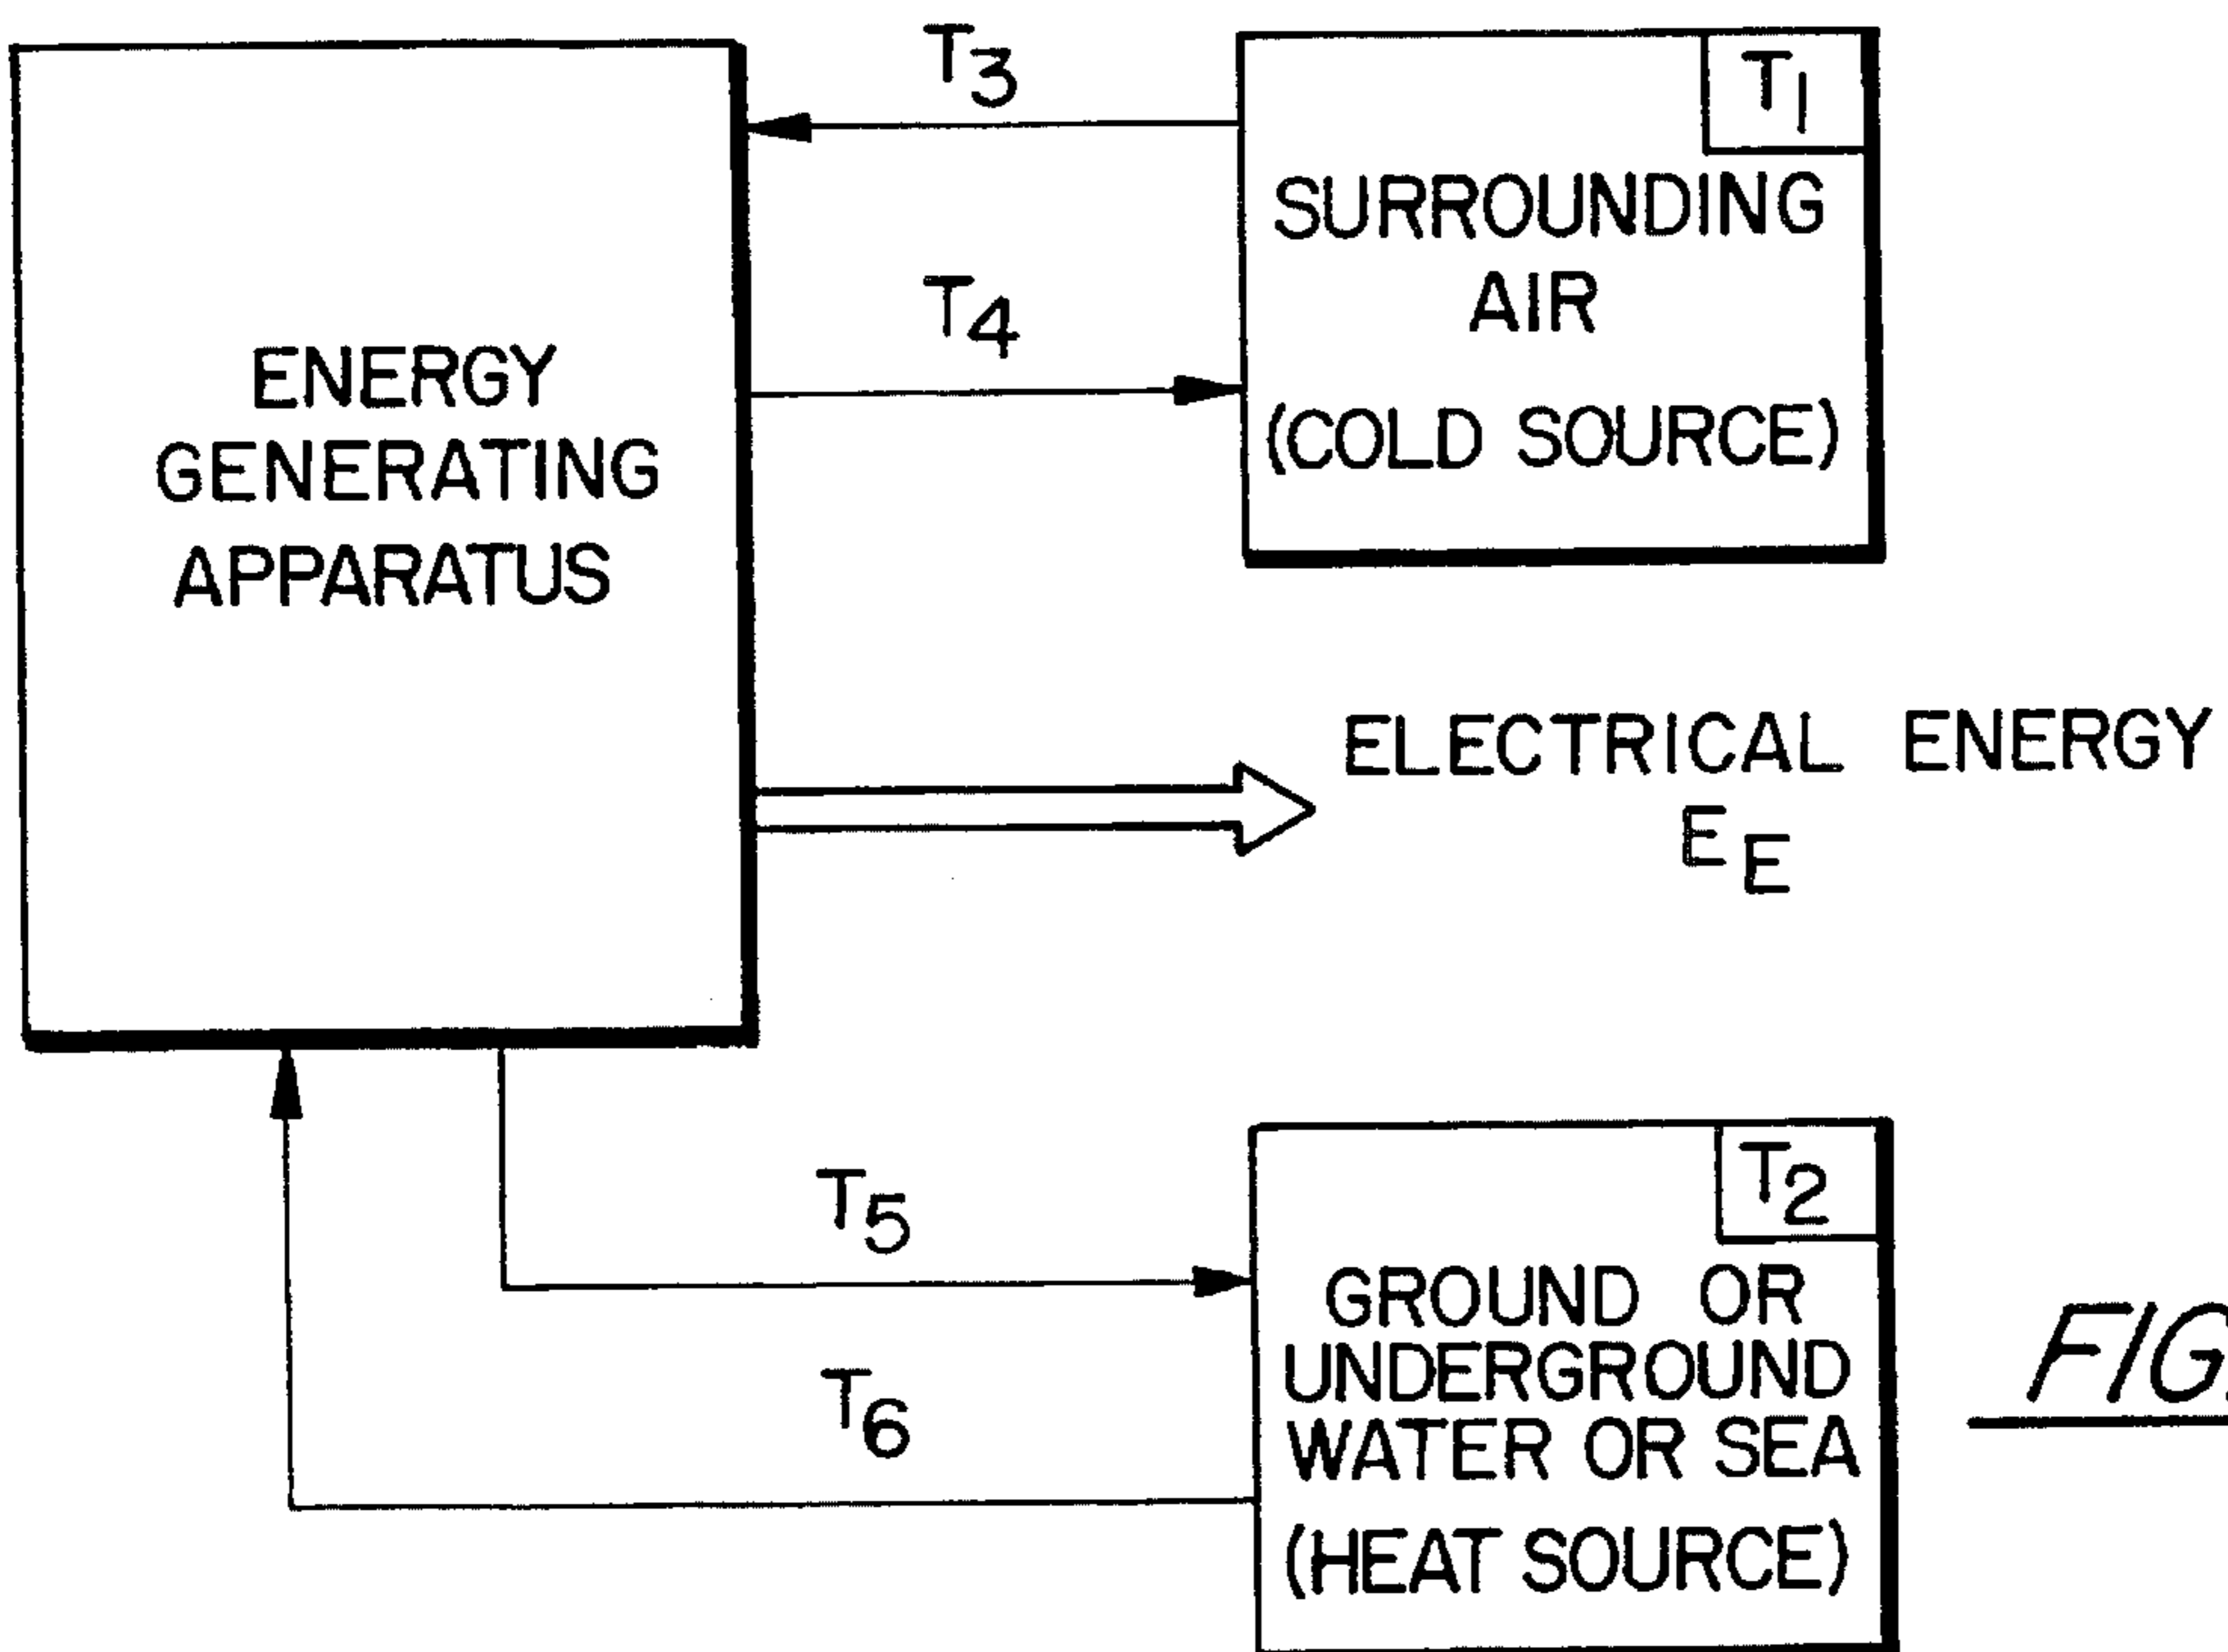 T3
T1
SURROUNDING
AIR
(COLD SOURCE)
T4
ENERGY
GENERATING
APPARATUS
ELECTRICAL ENERGY
EE
T2
T5
GROUND OR
UNDERGROUND
WATER OR SEA
(HEAT SOURCE)
T6
FIG.